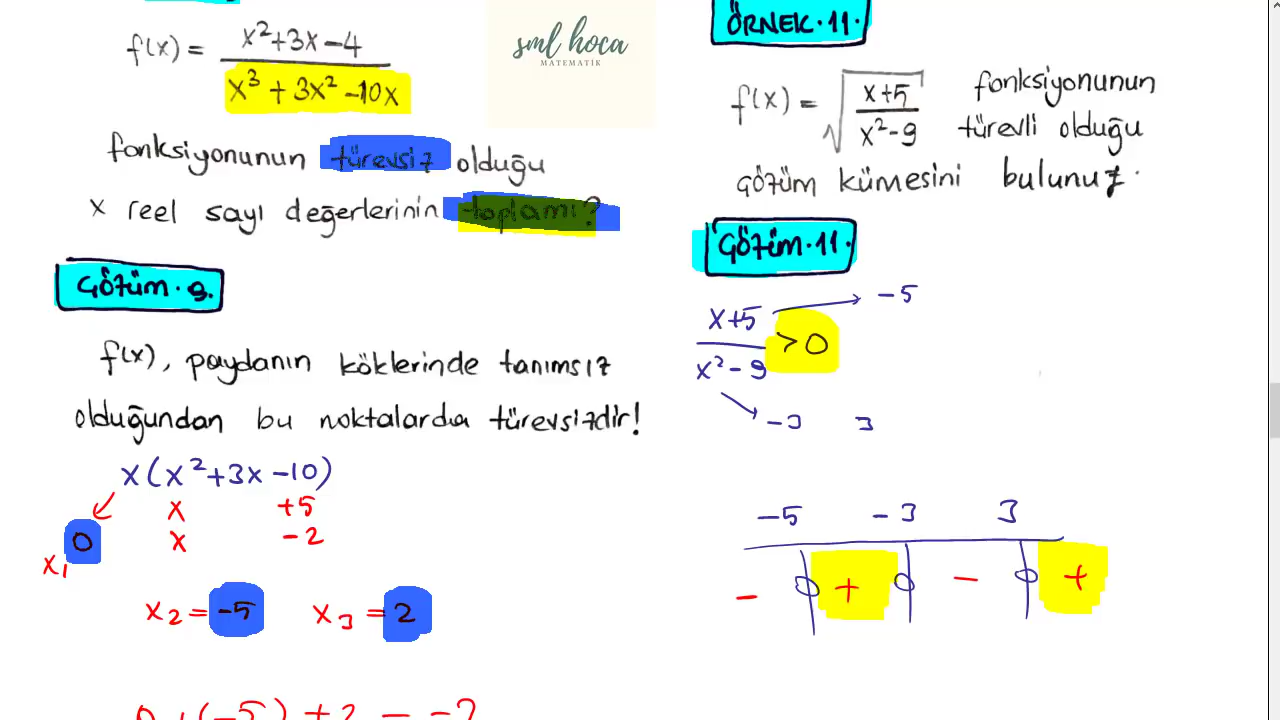 f(x) = x²+3x-4 / x³ + 3x² -10x
fonksiyonunun türevsiz olduğu
x reel sayı değerlerinin toplamı?
ÇÖZÜM·9.
f(x), paydanın köklerinde tanımsız
olduğundan bu noktalarda türevsizdir!
x(x²+3x-10)
x +5
x -2
x₁ 0
x₂ = -5 x₃ = 2
0 + (-5) + 2 = -3
sml hoca
MATEMATİK
ÖRNEK·11·
f(x) = √(x+5 / x²-9) fonksiyonunun
türevli olduğu
çözüm kümesini bulunuz·
ÇÖZÜM·11·
x+5 / x²-9 >0
-5
-3 3
-5 -3 3
- + - +